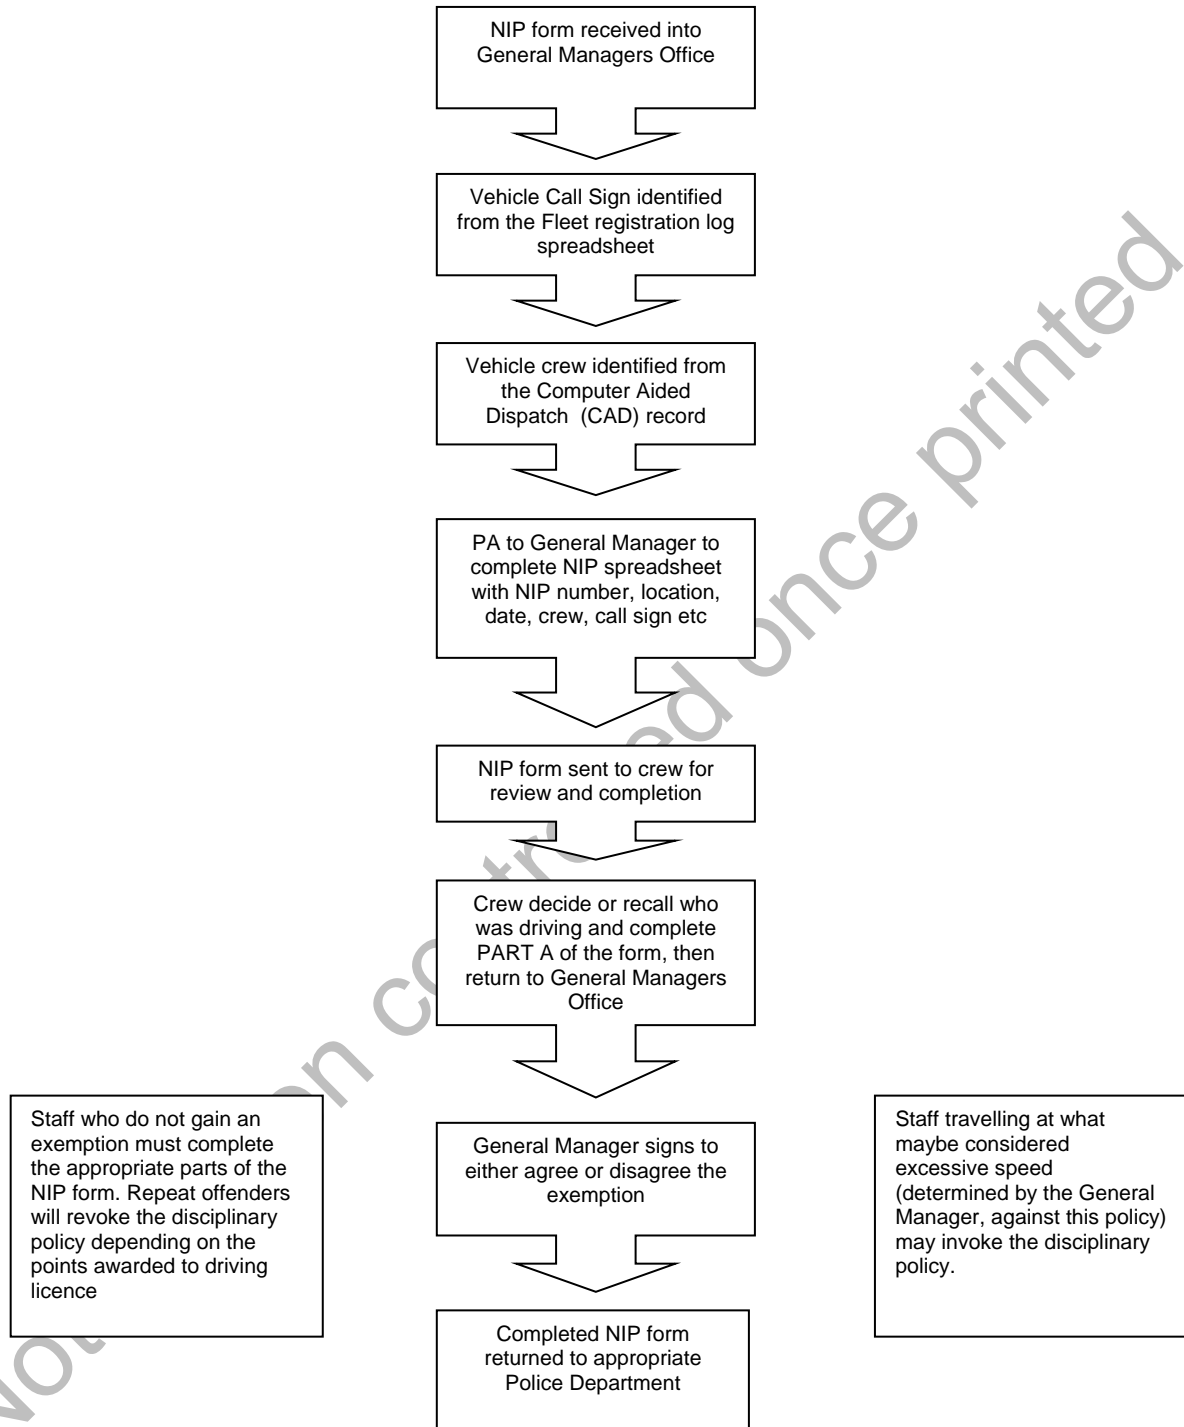 NIP form received into
General Managers Office
Vehicle Call Sign identified
from the Fleet registration log
spreadsheet
Vehicle crew identified from
the Computer Aided
Dispatch (CAD) record
PA to General Manager to
complete NIP spreadsheet
with NIP number, location,
date, crew, call sign etc
NIP form sent to crew for
review and completion
Crew decide or recall who
was driving and complete
PART A of the form, then
return to General Managers
Office
Staff who do not gain an
exemption must complete
the appropriate parts of the
NIP form. Repeat offenders
will revoke the disciplinary
policy depending on the
points awarded to driving
licence
General Manager signs to
either agree or disagree the
exemption
Staff travelling at what
maybe considered
excessive speed
(determined by the General
Manager, against this policy)
may invoke the disciplinary
policy.
Completed NIP form
returned to appropriate
Police Department
Not once printed